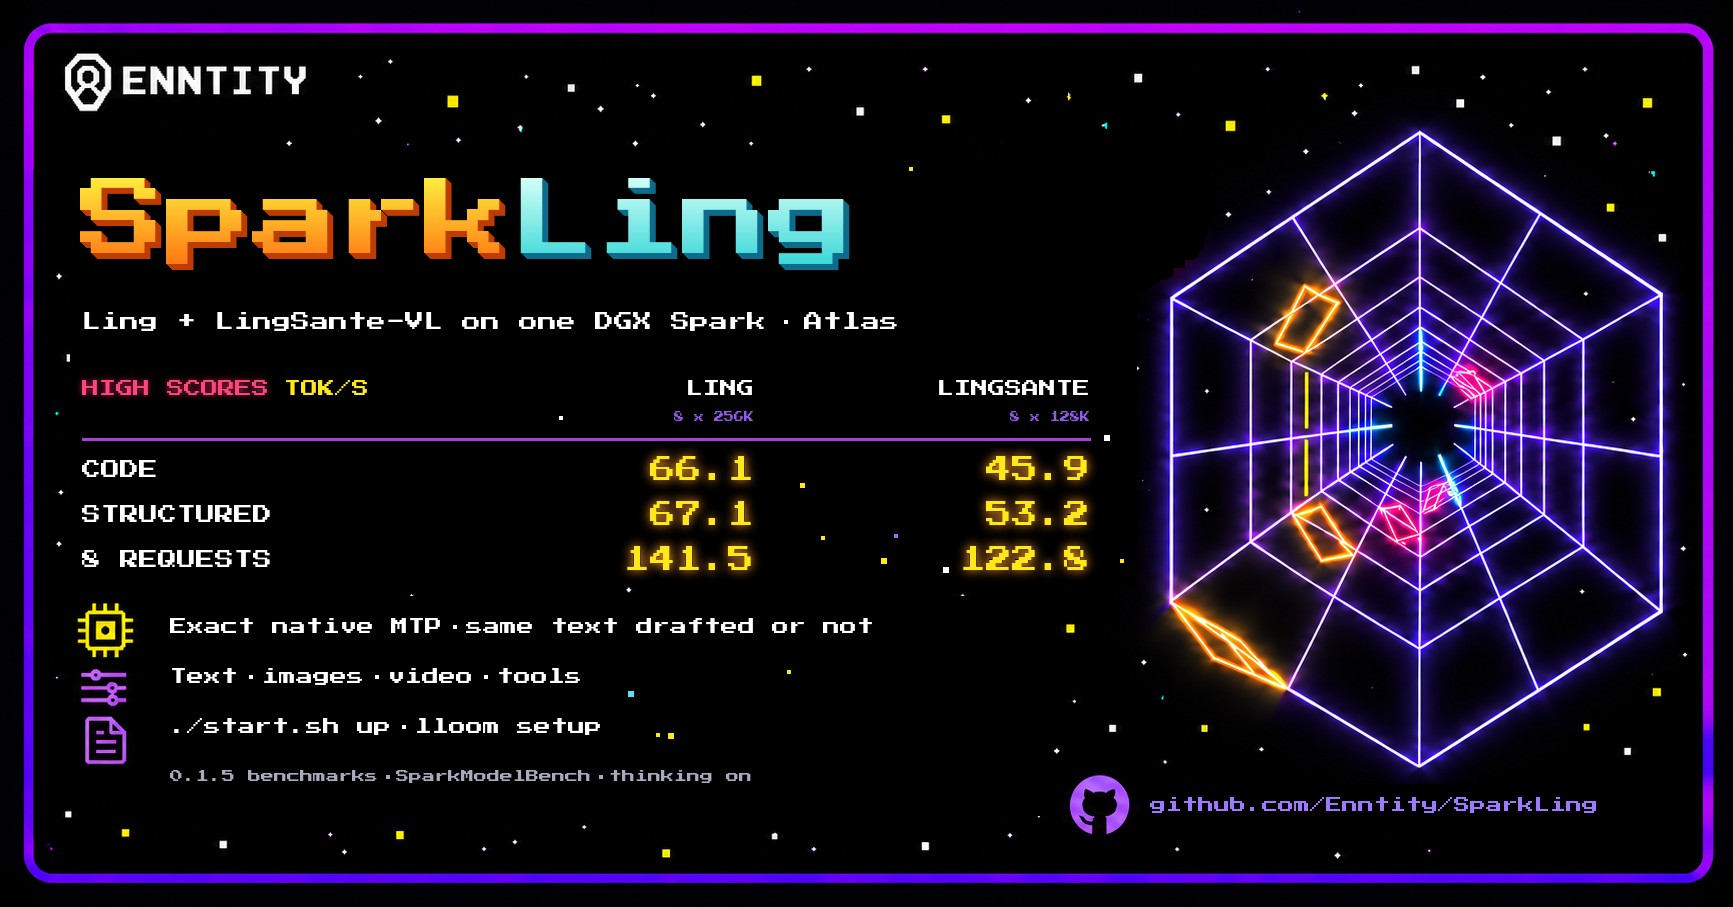 ENNTITY
SparkLing
Ling + LingSante-VL on one DGX Spark · Atlas
HIGH SCORES TOK/S LING LINGSANTE
8 x 256K 8 x 128K
CODE 66.1 45.9
STRUCTURED 67.1 53.2
8 REQUESTS 141.5 122.8
Exact native MTP · same text drafted or not
Text · images · video · tools
./start.sh up · lloom setup
0.1.5 benchmarks · SparkModelBench · thinking on
github.com/Enntity/SparkLing